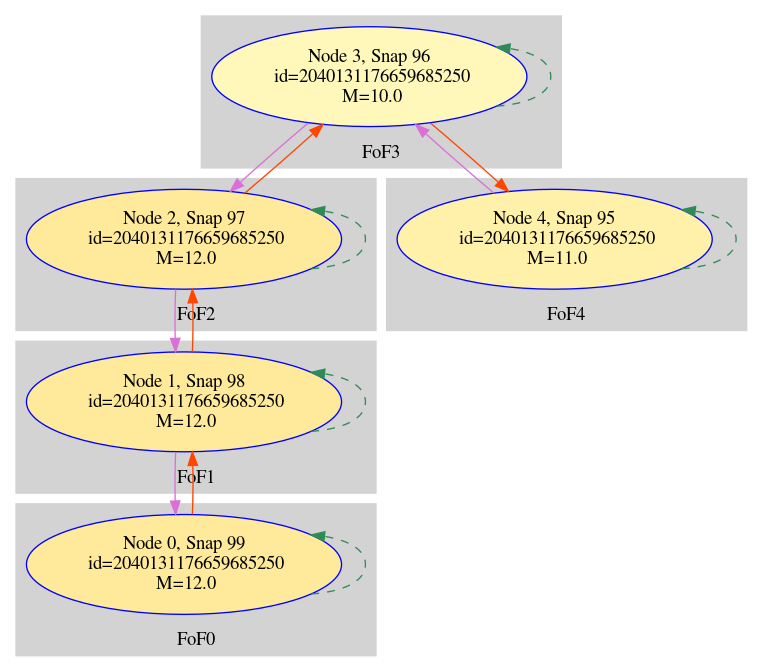 Node 3, Snap 96
id=2040131176659685250
M=10.0
FoF3
Node 2, Snap 97
id=2040131176659685250
M=12.0
FoF2
Node 4, Snap 95
id=2040131176659685250
M=11.0
FoF4
Node 1, Snap 98
id=2040131176659685250
M=12.0
FoF1
Node 0, Snap 99
id=2040131176659685250
M=12.0
FoF0